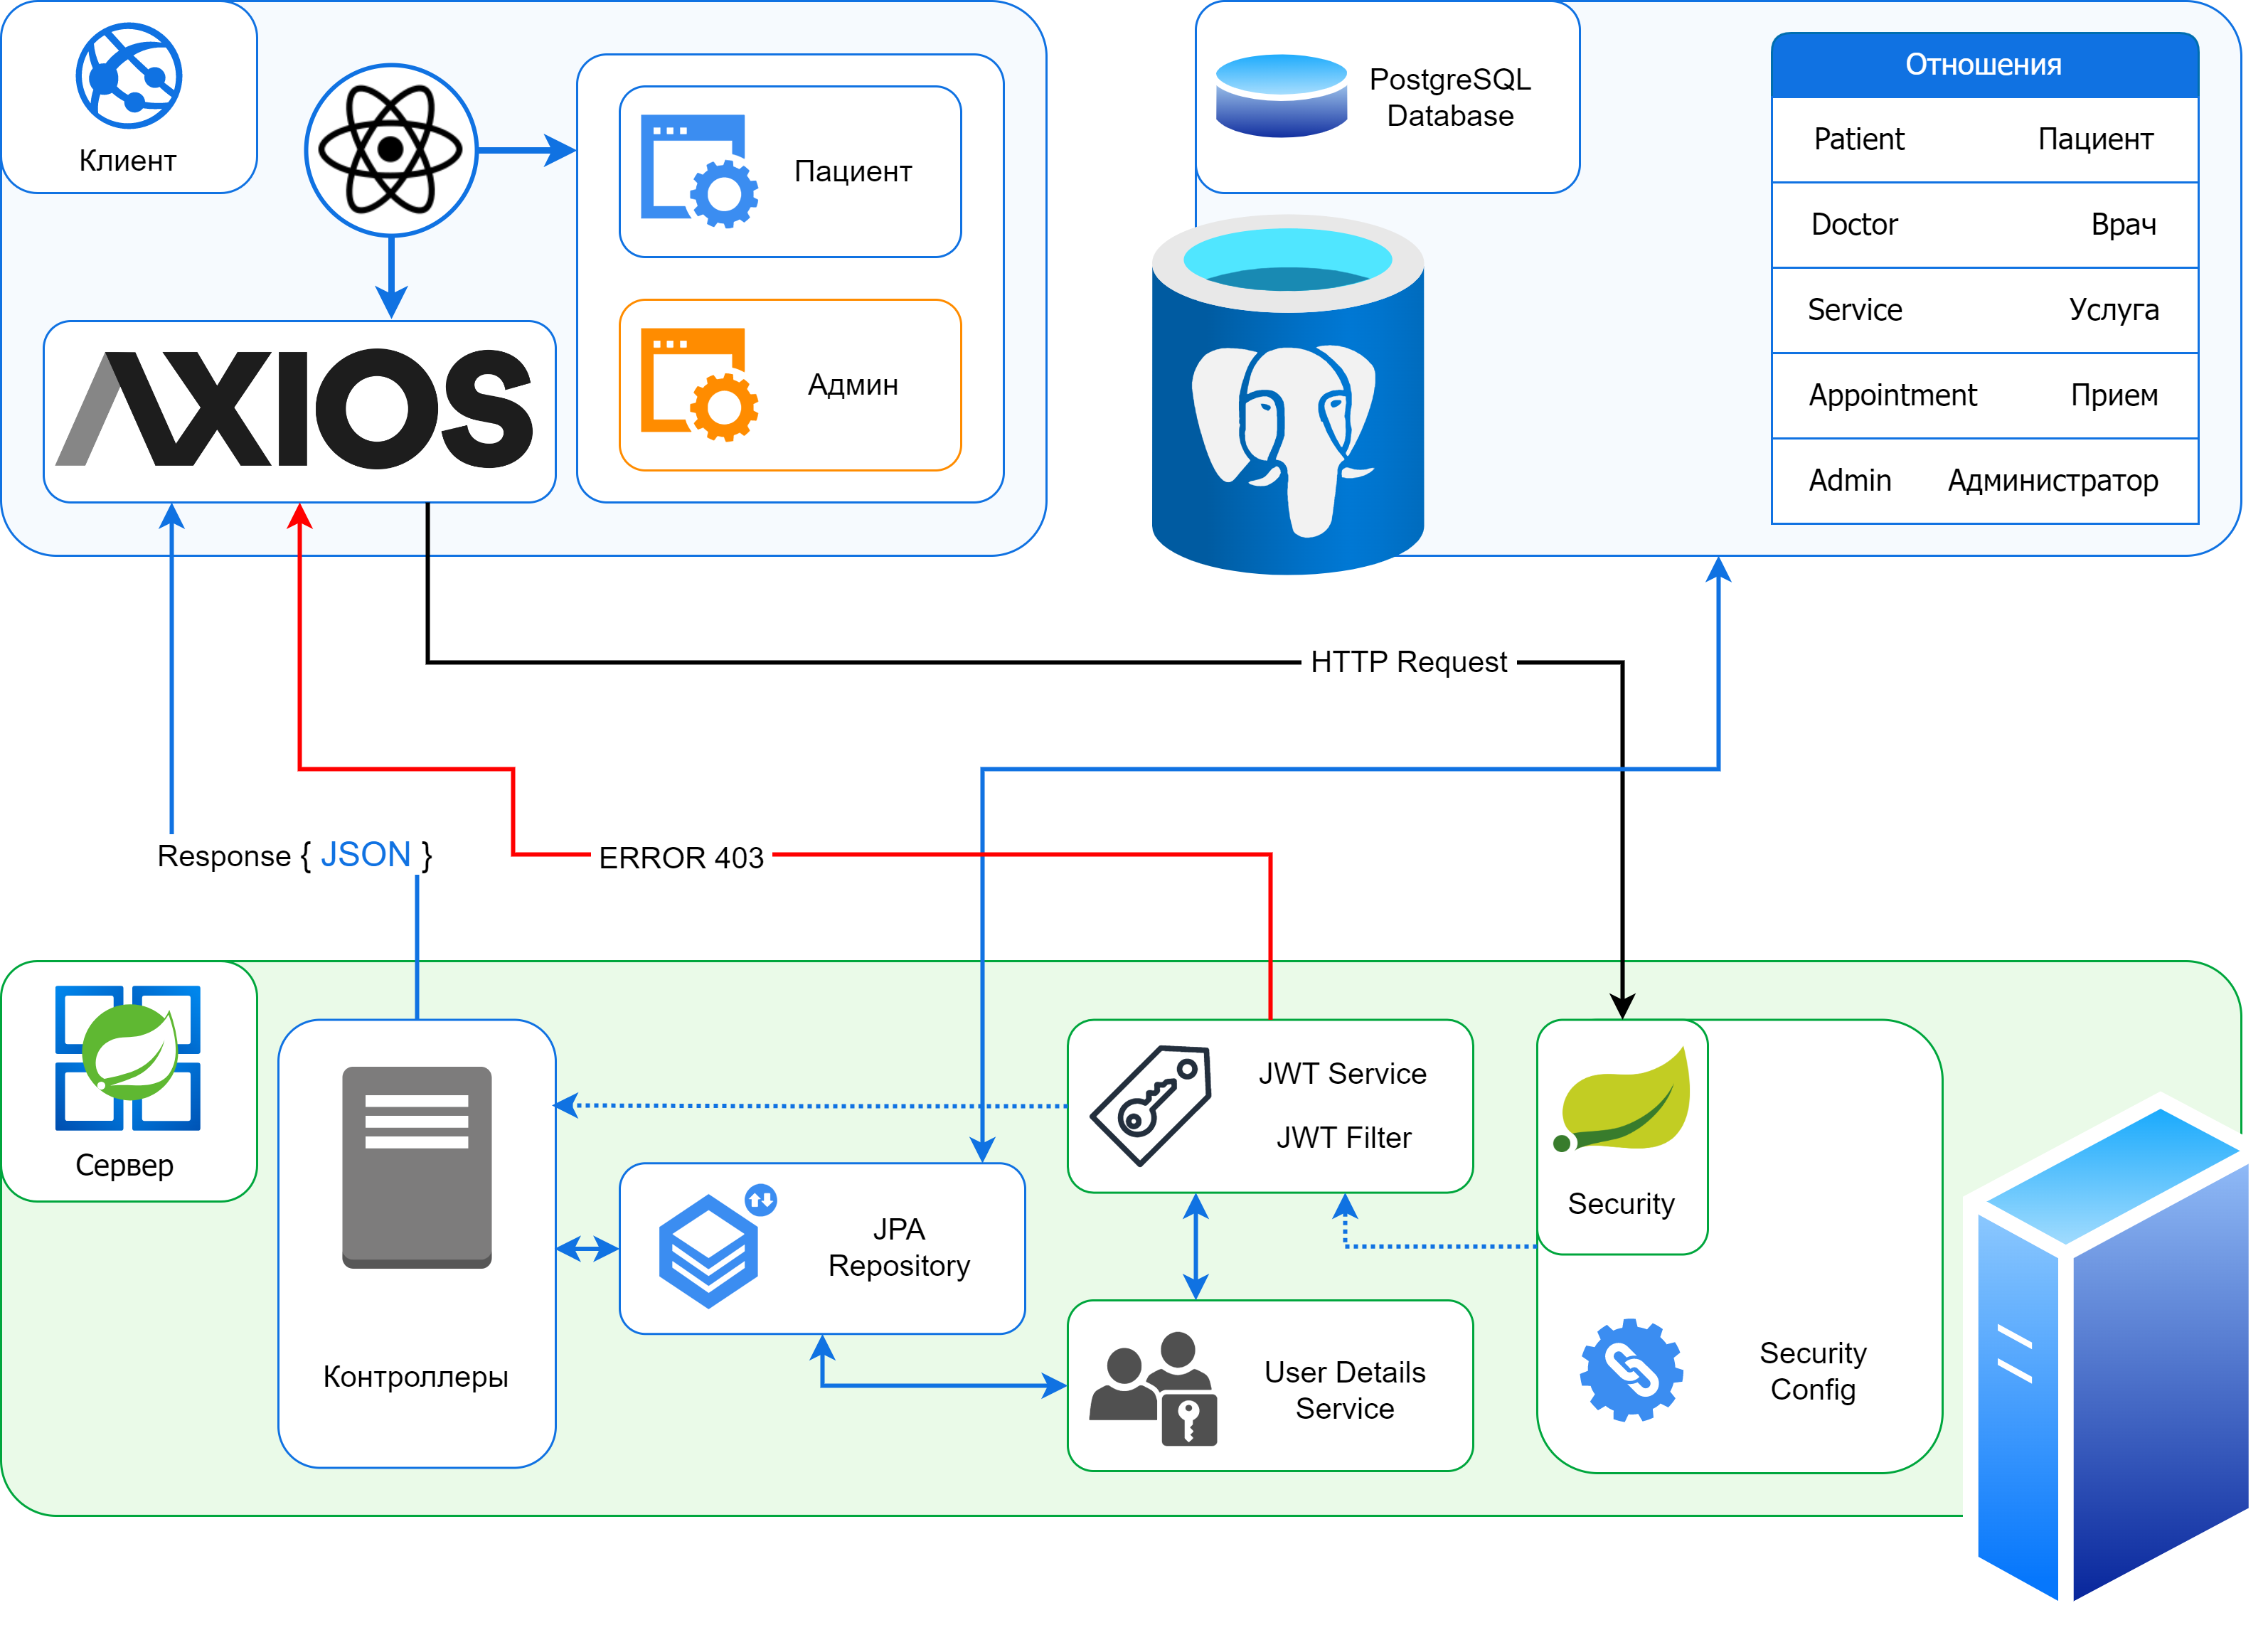 Клиент
Пациент
Админ
AXIOS
PostgreSQL
Database
Отношения
Patient Пациент
Doctor Врач
Service Услуга
Appointment Прием
Admin Администратор
HTTP Request
Response { JSON }
ERROR 403
Сервер
Контроллеры
JPA
Repository
JWT Service
JWT Filter
User Details
Service
Security
Security
Config